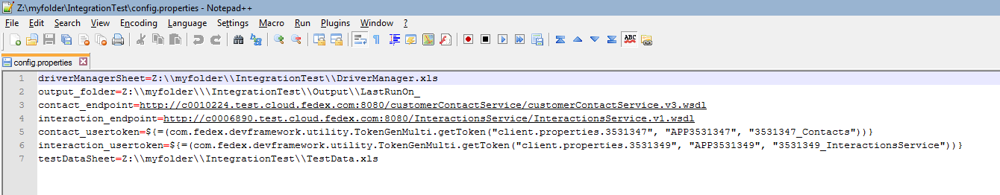 Z:\myfolder\IntegrationTest\config.properties - Notepad++
File Edit Search View Encoding Language Settings Macro Run Plugins Window ?
config.properties
1 driverManagerSheet=Z:\\myfolder\\IntegrationTest\\DriverManager.xls
2 output_folder=Z:\\myfolder\\\IntegrationTest\\Output\\LastRunOn_
3 contact_endpoint=http://c0010224.test.cloud.fedex.com:8080/customerContactService/customerContactService.v3.wsdl
4 interaction_endpoint=http://c0006890.test.cloud.fedex.com:8080/InteractionsService/InteractionsService.v1.wsdl
5 contact_usertoken=${=(com.fedex.devframework.utility.TokenGenMulti.getToken("client.properties.3531347", "APP3531347", "3531347_Contacts"))}
6 interaction_usertoken=${=(com.fedex.devframework.utility.TokenGenMulti.getToken("client.properties.3531349", "APP3531349", "3531349_InteractionsService"))}
7 testDataSheet=Z:\\myfolder\\IntegrationTest\\TestData.xls